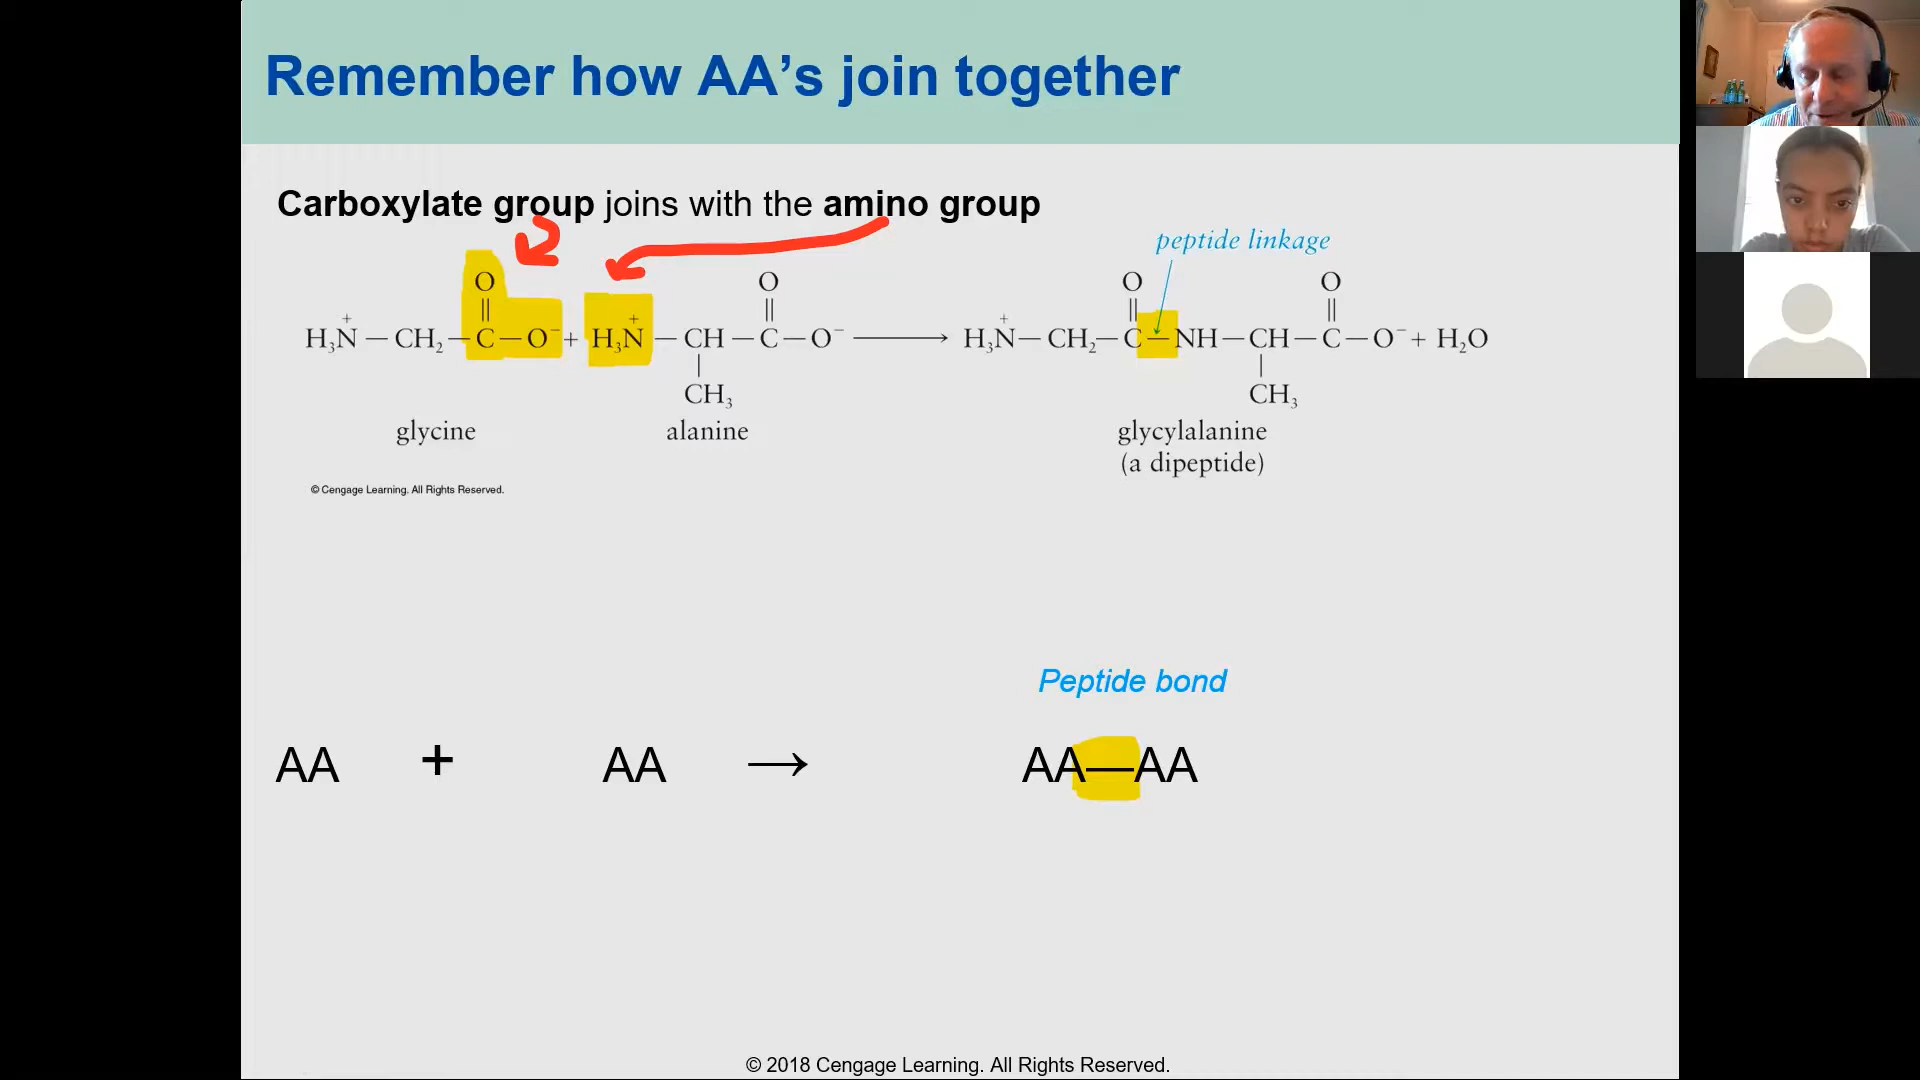 Remember how AA’s join together
Carboxylate group joins with the amino group
peptide linkage
O O O O
H₃N⁺ — CH₂ — C — O⁻ + H₃N⁺ — CH — C — O⁻ ⟶ H₃N⁺ — CH₂ — C — NH — CH — C — O⁻ + H₂O
CH₃ CH₃
glycine alanine glycylalanine
(a dipeptide)
© Cengage Learning. All Rights Reserved.
Peptide bond
AA + AA → AA—AA
© 2018 Cengage Learning. All Rights Reserved.